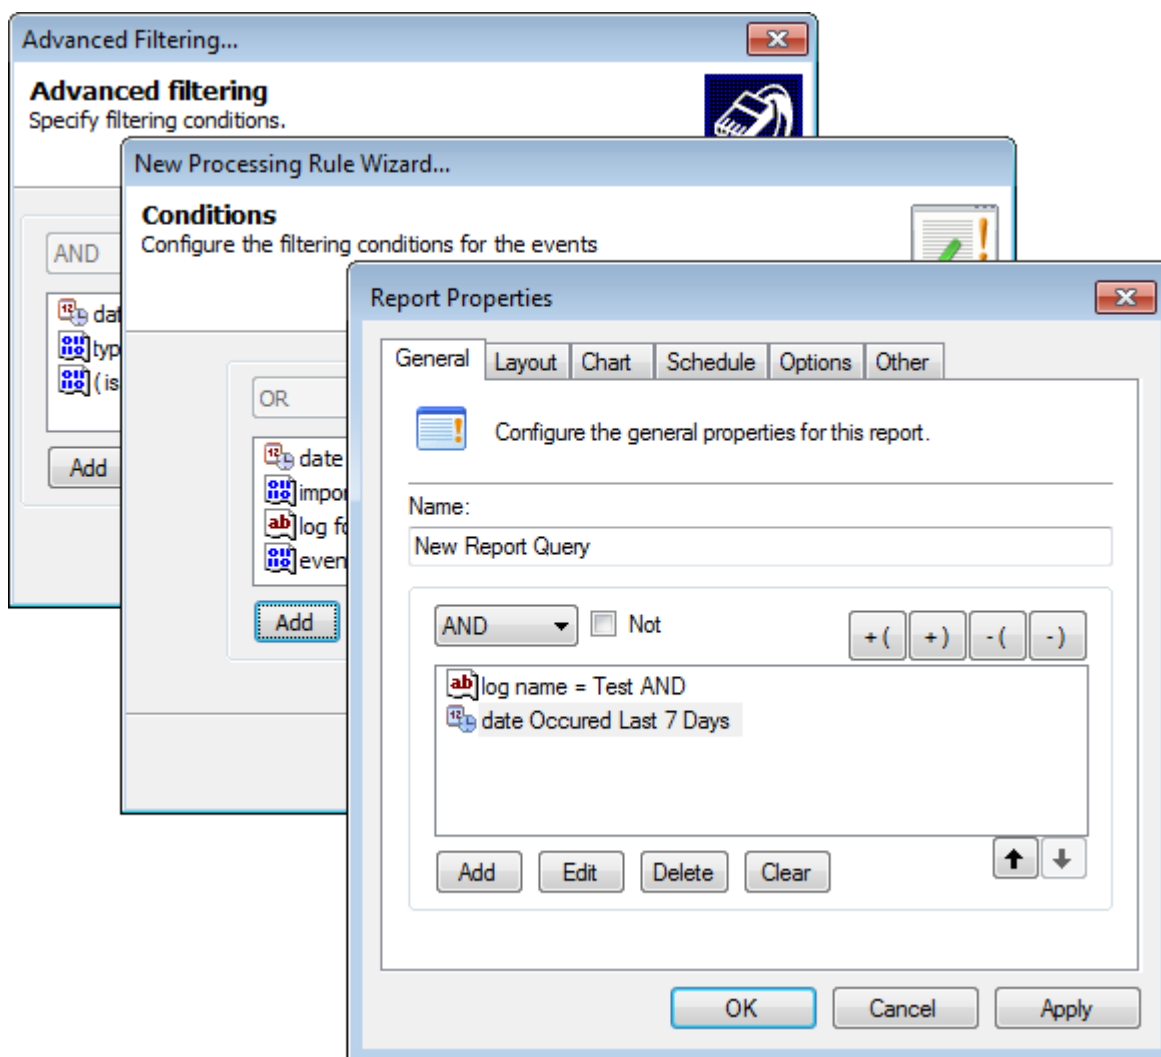 Advanced Filtering...
Advanced filtering
Specify filtering conditions.
AND
Add
New Processing Rule Wizard...
Conditions
Configure the filtering conditions for the events
OR
date
log
Add
Report Properties
General Layout Chart Schedule Options Other
Configure the general properties for this report.
Name:
New Report Query
AND Not +( +) -( -)
log name = Test AND
date Occured Last 7 Days
Add Edit Delete Clear
OK Cancel Apply